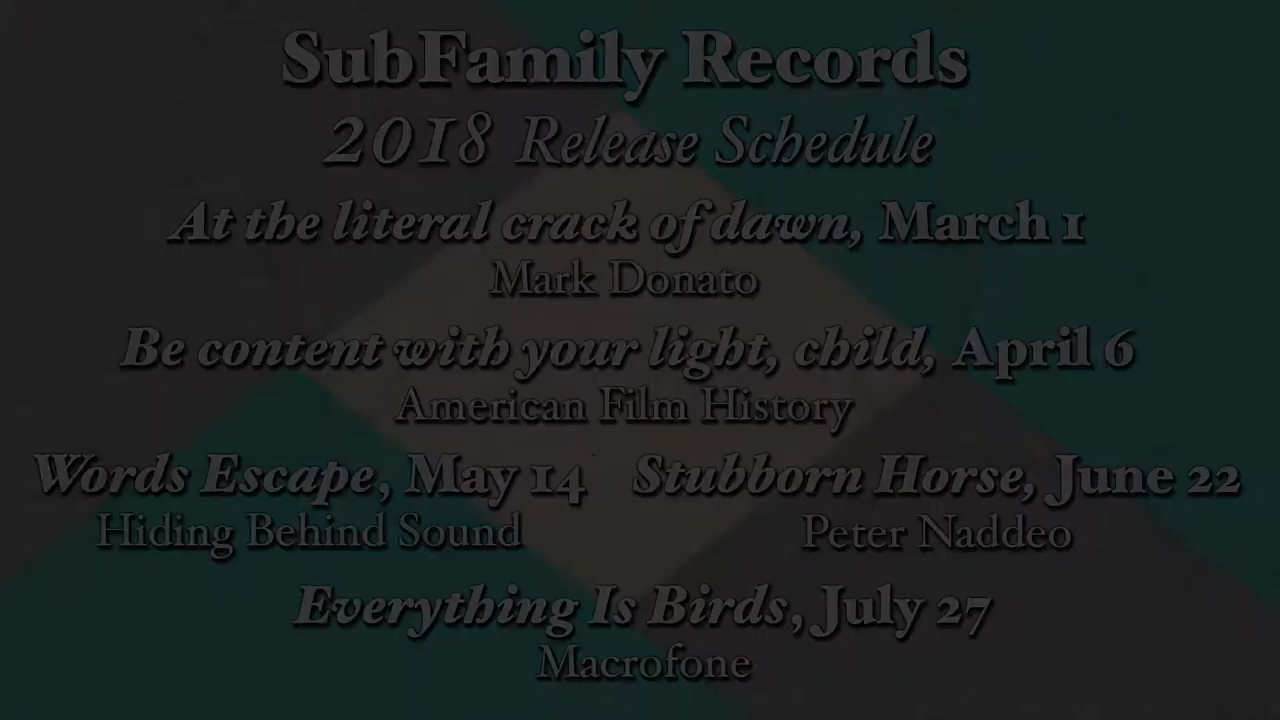 SubFamily Records
2018 Release Schedule
At the literal crack of dawn, March 1
Mark Donato
Be content with your light, child, April 6
American Film History
Words Escape, May 14
Hiding Behind Sound
Stubborn Horse, June 22
Peter Naddeo
Everything Is Birds, July 27
Macrofone